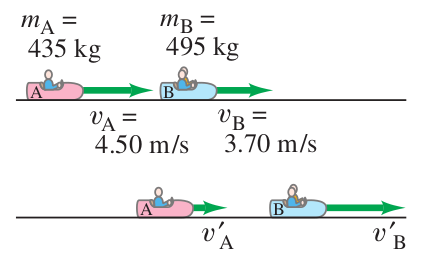 m_A = m_B =
435 kg 495 kg
A B
v_A = v_B =
4.50 m/s 3.70 m/s
A B
v′_A v′_B